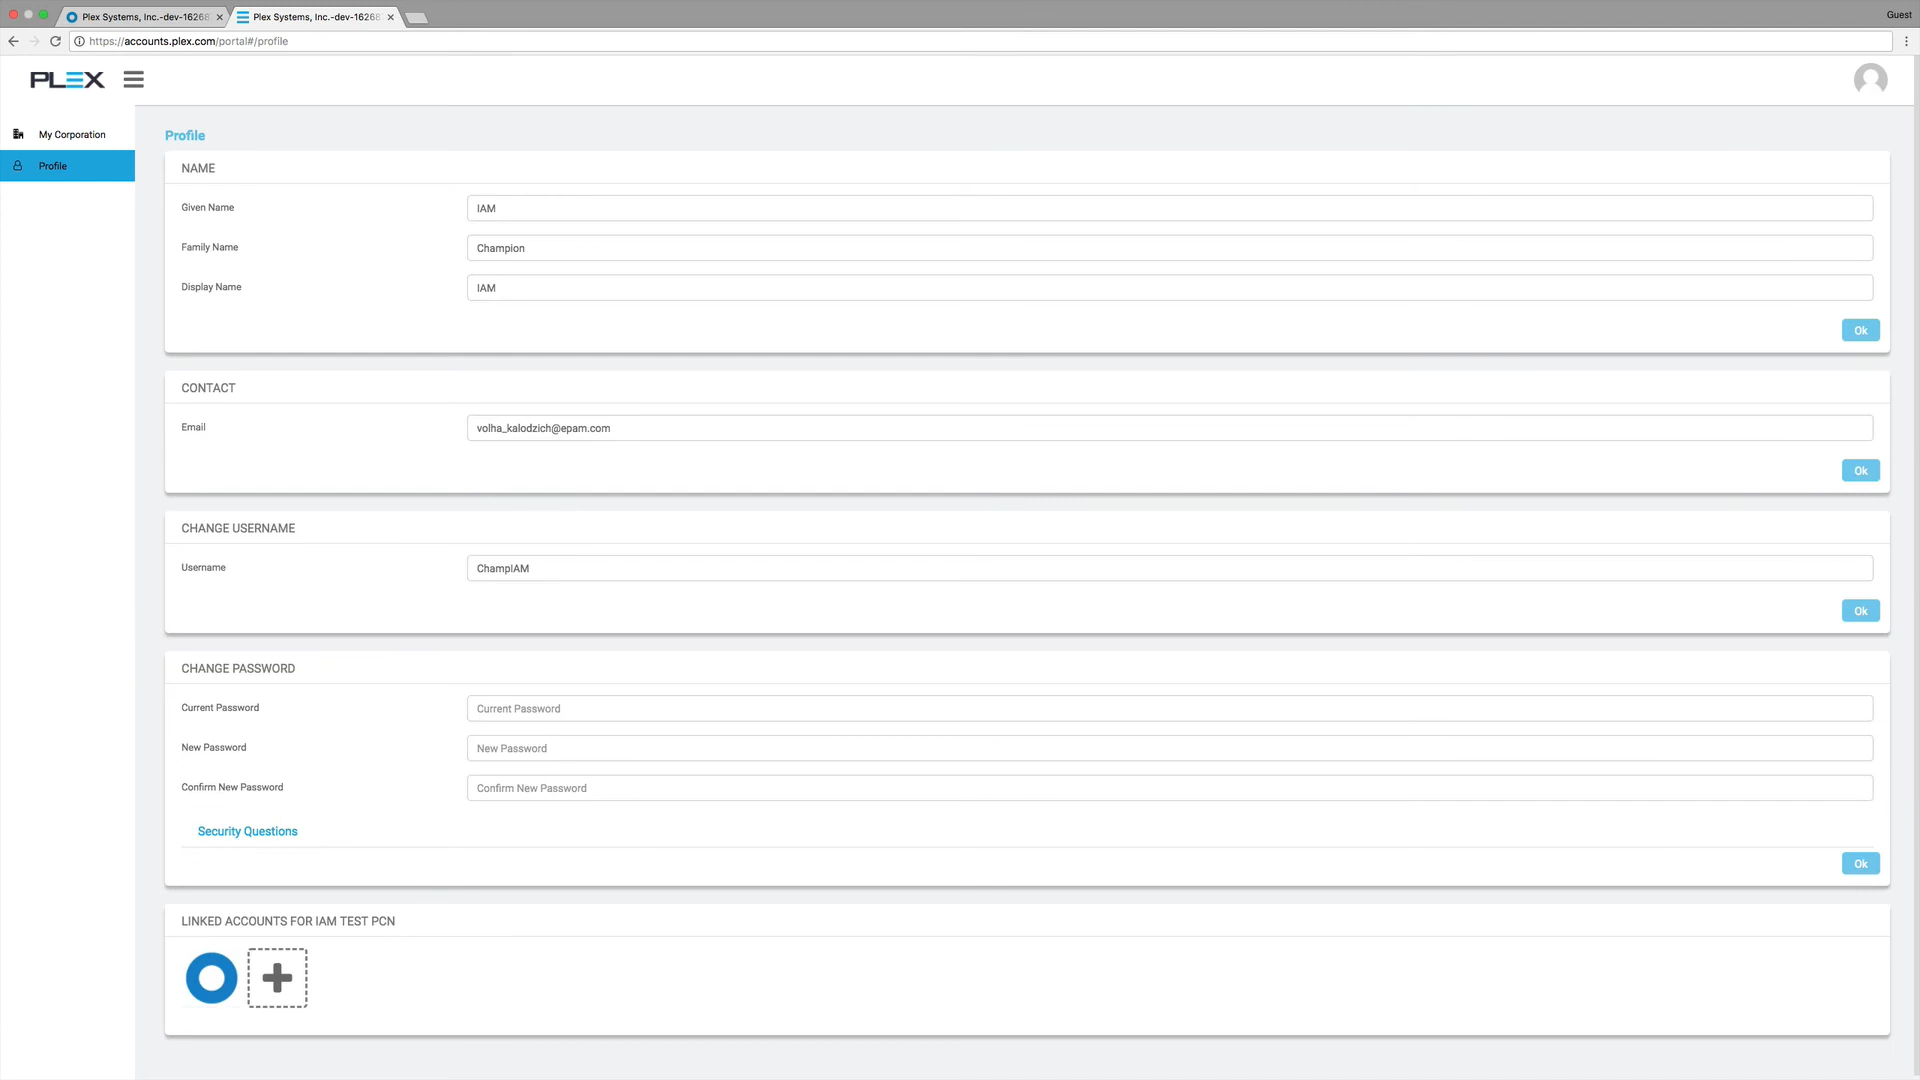 Plex Systems, Inc.-dev-16268
Plex Systems, Inc.-dev-16268
Guest
https://accounts.plex.com/portal#/profile
PLEX
My Corporation
Profile
Profile
NAME
Given Name
IAM
Family Name
Champion
Display Name
IAM
Ok
CONTACT
Email
volha_kalodzich@epam.com
Ok
CHANGE USERNAME
Username
ChampIAM
Ok
CHANGE PASSWORD
Current Password
Current Password
New Password
New Password
Confirm New Password
Confirm New Password
Security Questions
Ok
LINKED ACCOUNTS FOR IAM TEST PCN